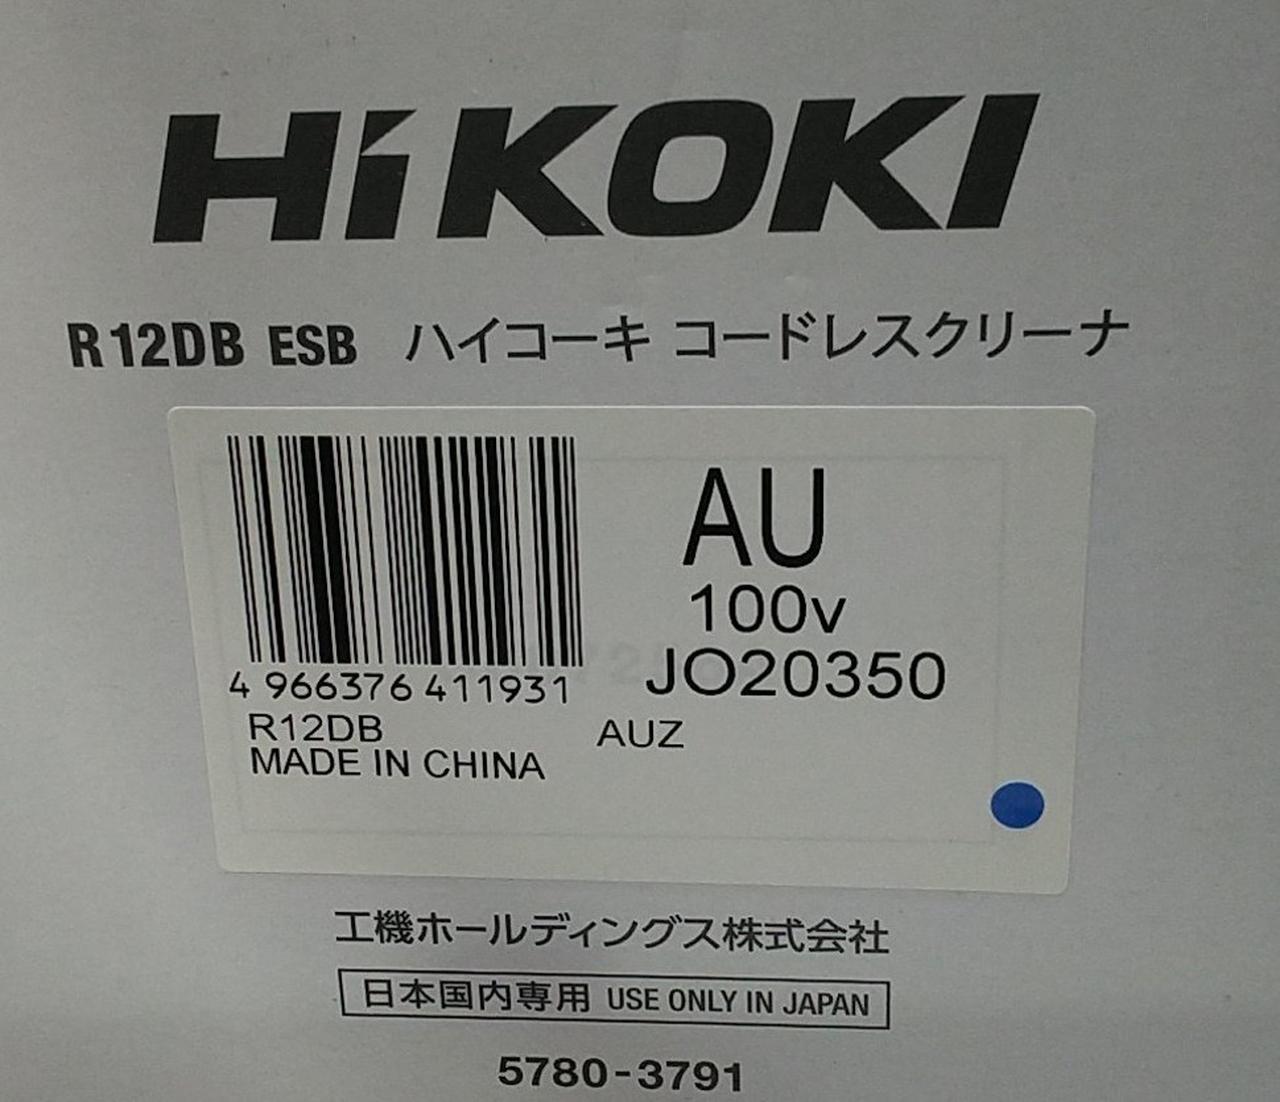 HiKOKI
R12DB ESB ハイコーキ コードレスクリーナ
AU
100v
JO20350
4 966376 411931
R12DB AUZ
MADE IN CHINA
工機ホールディングス株式会社
日本国内専用 USE ONLY IN JAPAN
5780-3791